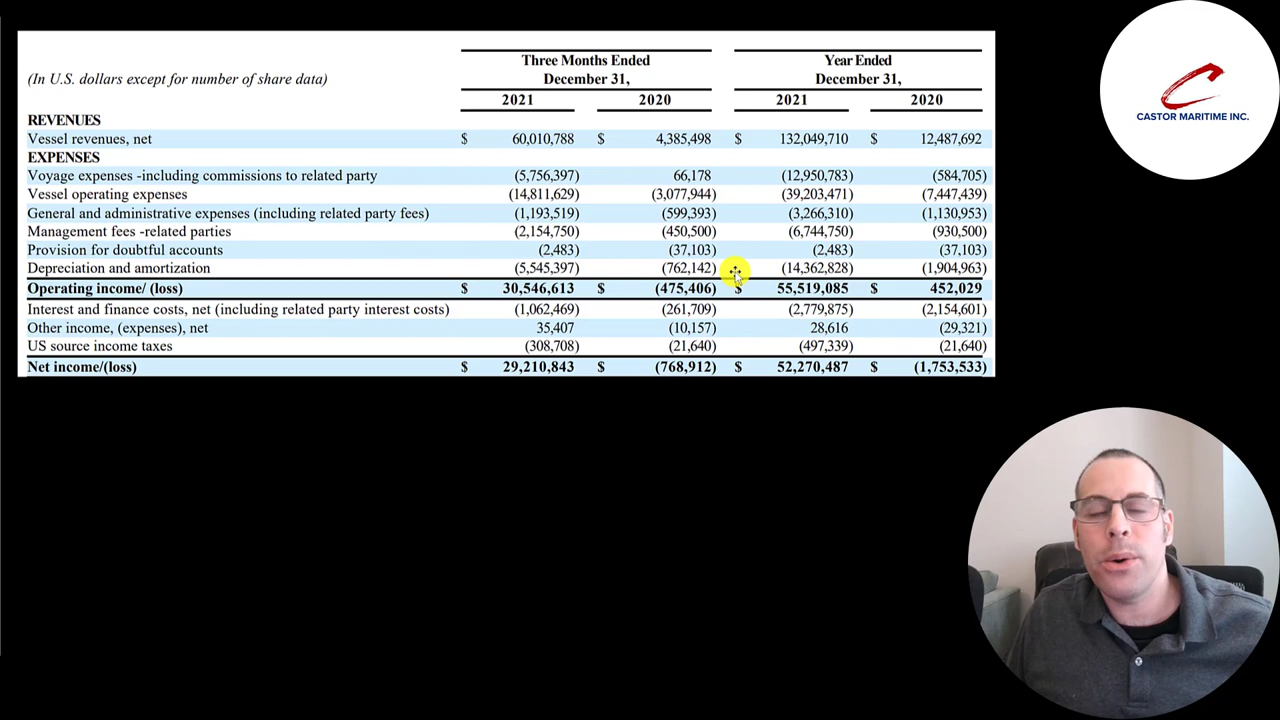 Three Months Ended Year Ended
(In U.S. dollars except for number of share data) December 31, December 31,
2021 2020 2021 2020
REVENUES
Vessel revenues, net $ 60,010,788 $ 4,385,498 $ 132,049,710 $ 12,487,692
EXPENSES
Voyage expenses -including commissions to related party (5,756,397) 66,178 (12,950,783) (584,705)
Vessel operating expenses (14,811,629) (3,077,944) (39,203,471) (7,447,439)
General and administrative expenses (including related party fees) (1,193,519) (599,393) (3,266,310) (1,130,953)
Management fees -related parties (2,154,750) (450,500) (6,744,750) (930,500)
Provision for doubtful accounts (2,483) (37,103) (2,483) (37,103)
Depreciation and amortization (5,545,397) (762,142) (14,362,828) (1,904,963)
Operating income/ (loss) $ 30,546,613 $ (475,406) $ 55,519,085 $ 452,029
Interest and finance costs, net (including related party interest costs) (1,062,469) (261,709) (2,779,875) (2,154,601)
Other income, (expenses), net 35,407 (10,157) 28,616 (29,321)
US source income taxes (308,708) (21,640) (497,339) (21,640)
Net income/(loss) $ 29,210,843 $ (768,912) $ 52,270,487 $ (1,753,533)
CASTOR MARITIME INC.